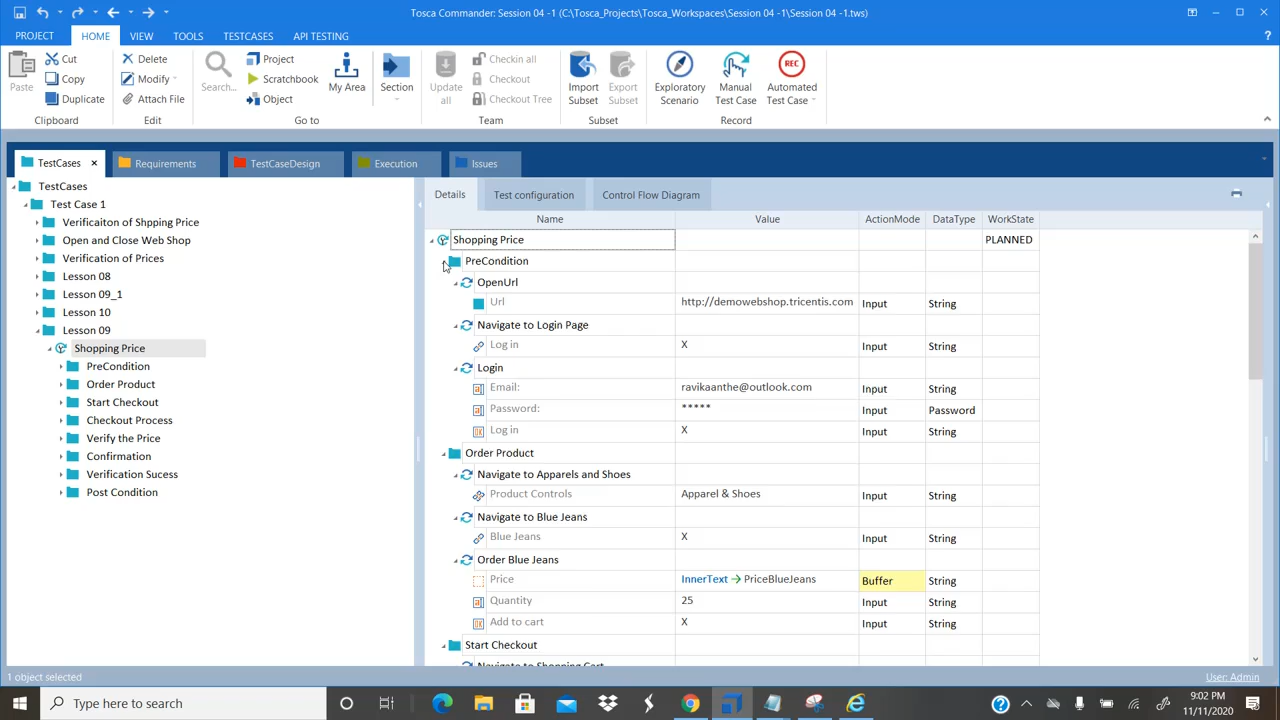 Tosca Commander: Session 04 -1 (C:\Tosca_Projects\Tosca_Workspaces\Session 04 -1\Session 04 -1.tws)
PROJECT HOME VIEW TOOLS TESTCASES API TESTING ?
Paste Cut Copy Duplicate Clipboard
Delete Modify Attach File Edit
Search... Project Scratchbook Object My Area Section Go to
Update all Checkin all Checkout Checkout Tree Team
Import Subset Export Subset Subset
Exploratory Scenario Manual Test Case REC Automated Test Case Record
TestCases × Requirements TestCaseDesign Execution Issues
TestCases
Test Case 1
Verificaiton of Shpping Price
Open and Close Web Shop
Verification of Prices
Lesson 08
Lesson 09_1
Lesson 10
Lesson 09
Shopping Price
PreCondition
Order Product
Start Checkout
Checkout Process
Verify the Price
Confirmation
Verification Sucess
Post Condition
Details Test configuration Control Flow Diagram
Name Value ActionMode DataType WorkState
Shopping Price PLANNED
PreCondition
OpenUrl
Url http://demowebshop.tricentis.com Input String
Navigate to Login Page
Log in X Input String
Login
Email: ravikaanthe@outlook.com Input String
Password: ***** Input Password
Log in X Input String
Order Product
Navigate to Apparels and Shoes
Product Controls Apparel & Shoes Input String
Navigate to Blue Jeans
Blue Jeans X Input String
Order Blue Jeans
Price InnerText → PriceBlueJeans Buffer String
Quantity 25 Input String
Add to cart X Input String
Start Checkout
Navigate to Shopping Cart
1 object selected User: Admin
Type here to search
9:02 PM
11/11/2020